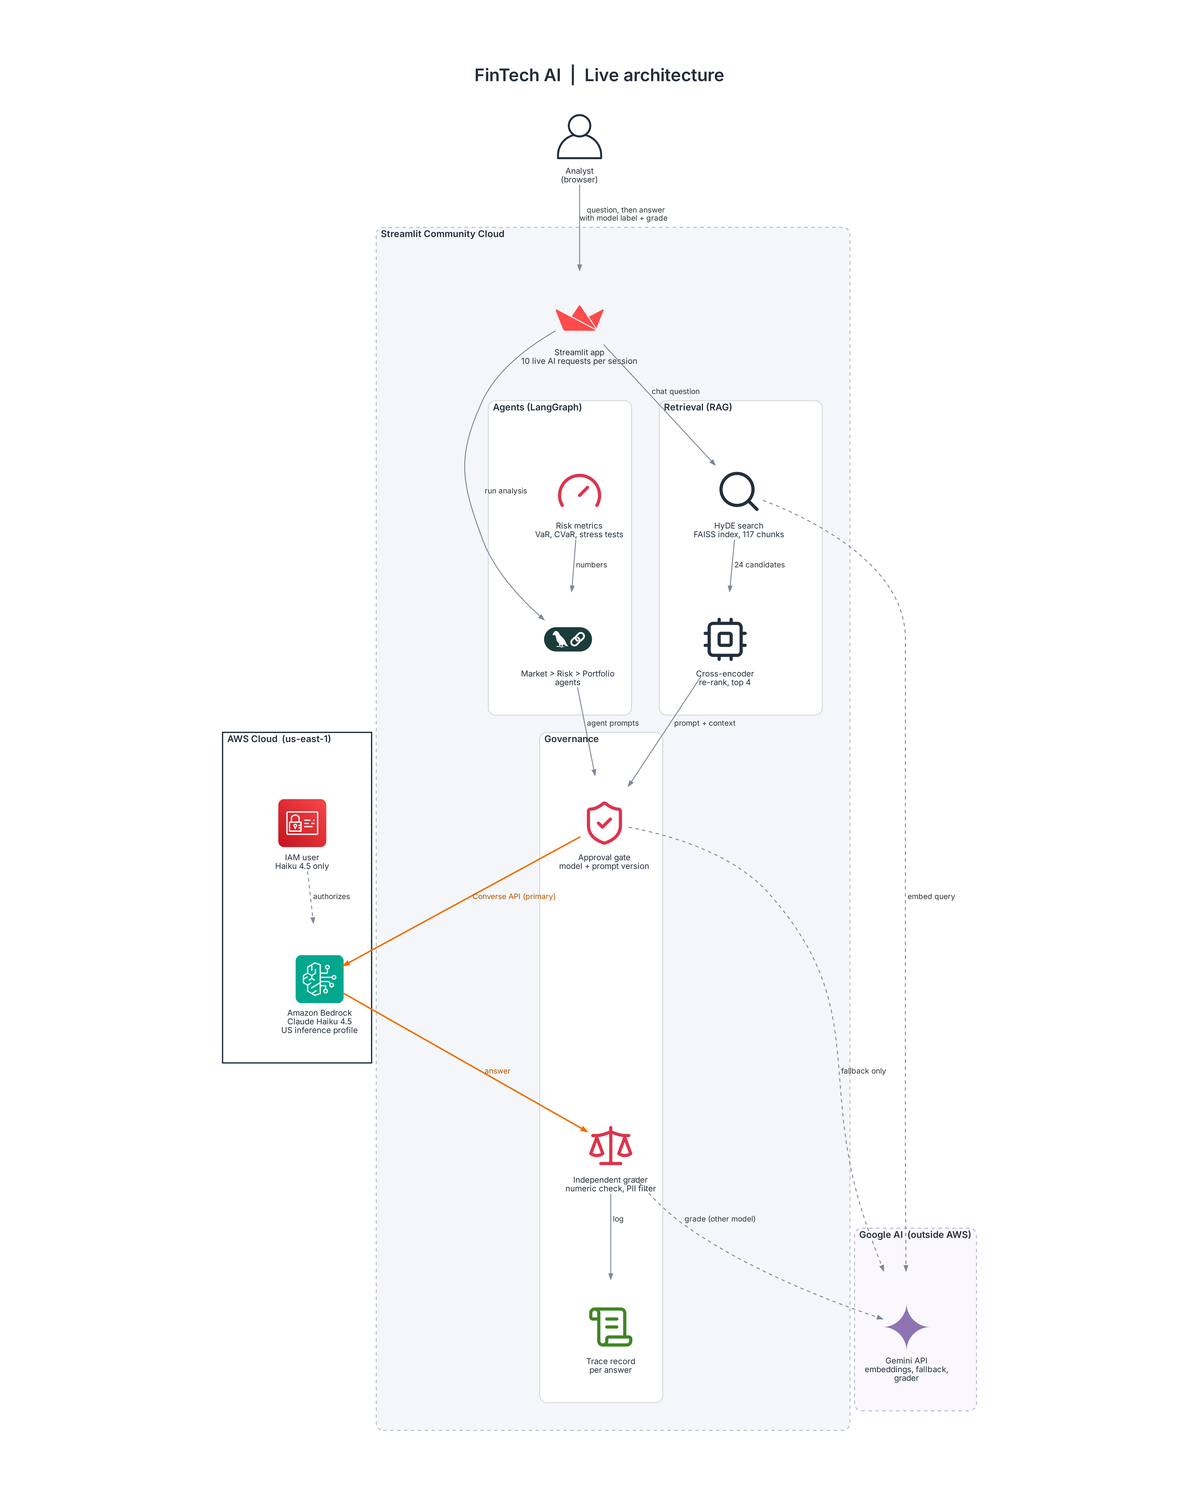 FinTech AI | Live architecture
Analyst
(browser)
question, then answer
with model label + grade
Streamlit Community Cloud
Streamlit app
10 live AI requests per session
chat question
Agents (LangGraph)
Retrieval (RAG)
run analysis
Risk metrics
VaR, CVaR, stress tests
HyDE search
FAISS index, 117 chunks
numbers
24 candidates
Market > Risk > Portfolio
agents
Cross-encoder
re-rank, top 4
agent prompts
prompt + context
AWS Cloud (us-east-1)
Governance
IAM user
Haiku 4.5 only
Approval gate
model + prompt version
authorizes
Converse API (primary)
embed query
Amazon Bedrock
Claude Haiku 4.5
US inference profile
answer
fallback only
Independent grader
numeric check, PII filter
log
grade (other model)
Google AI (outside AWS)
Trace record
per answer
Gemini API
embeddings, fallback,
grader